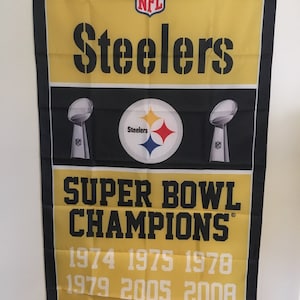 NFL
Steelers
Steelers
SUPER BOWL
CHAMPIONS©
1974 1975 1978
1979 2005 2008